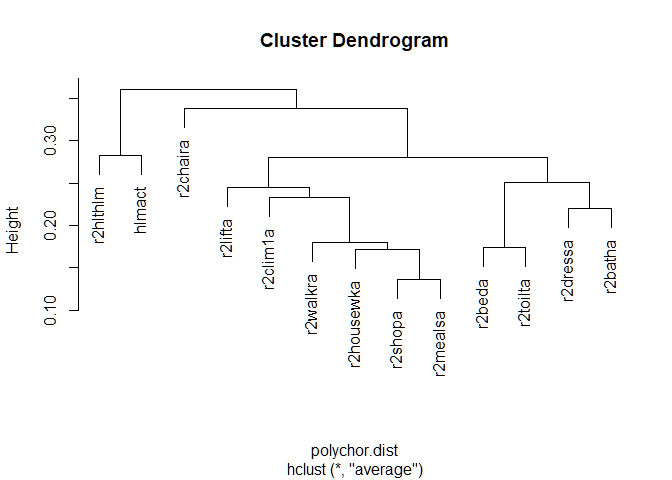 Cluster Dendrogram
Height
0.10
0.20
0.30
r2hlthlm
hlmact
r2chaira
r2lifta
r2clim1a
r2walkra
r2housewka
r2shopa
r2mealsa
r2beda
r2toilta
r2dressa
r2batha
polychor.dist
hclust (*, "average")